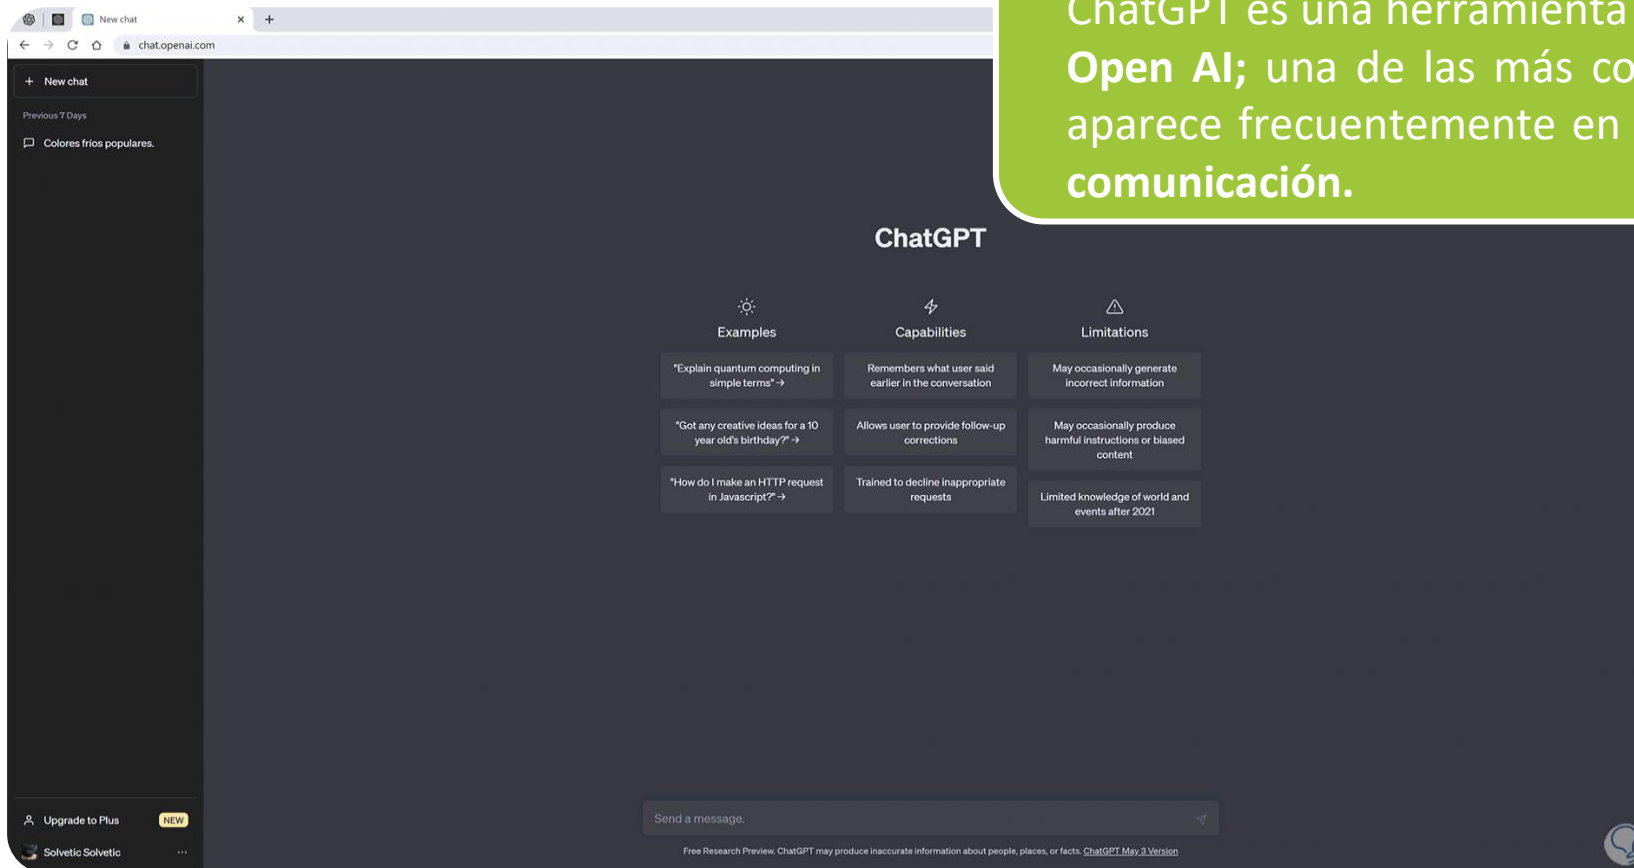 New chat
chat.openai.com
+ New chat
Previous 7 Days
Colores fríos populares.
ChatGPT es una herramienta
Open AI; una de las más co
aparece frecuentemente en
comunicación.
ChatGPT
Examples
"Explain quantum computing in
simple terms" →
"Got any creative ideas for a 10
year old's birthday?" →
"How do I make an HTTP request
in Javascript?" →
Capabilities
Remembers what user said
earlier in the conversation
Allows user to provide follow-up
corrections
Trained to decline inappropriate
requests
Limitations
May occasionally generate
incorrect information
May occasionally produce
harmful instructions or biased
content
Limited knowledge of world and
events after 2021
Upgrade to Plus NEW
Solvetic Solvetic
Send a message.
Free Research Preview. ChatGPT may produce inaccurate information about people, places, or facts. ChatGPT May 3 Version